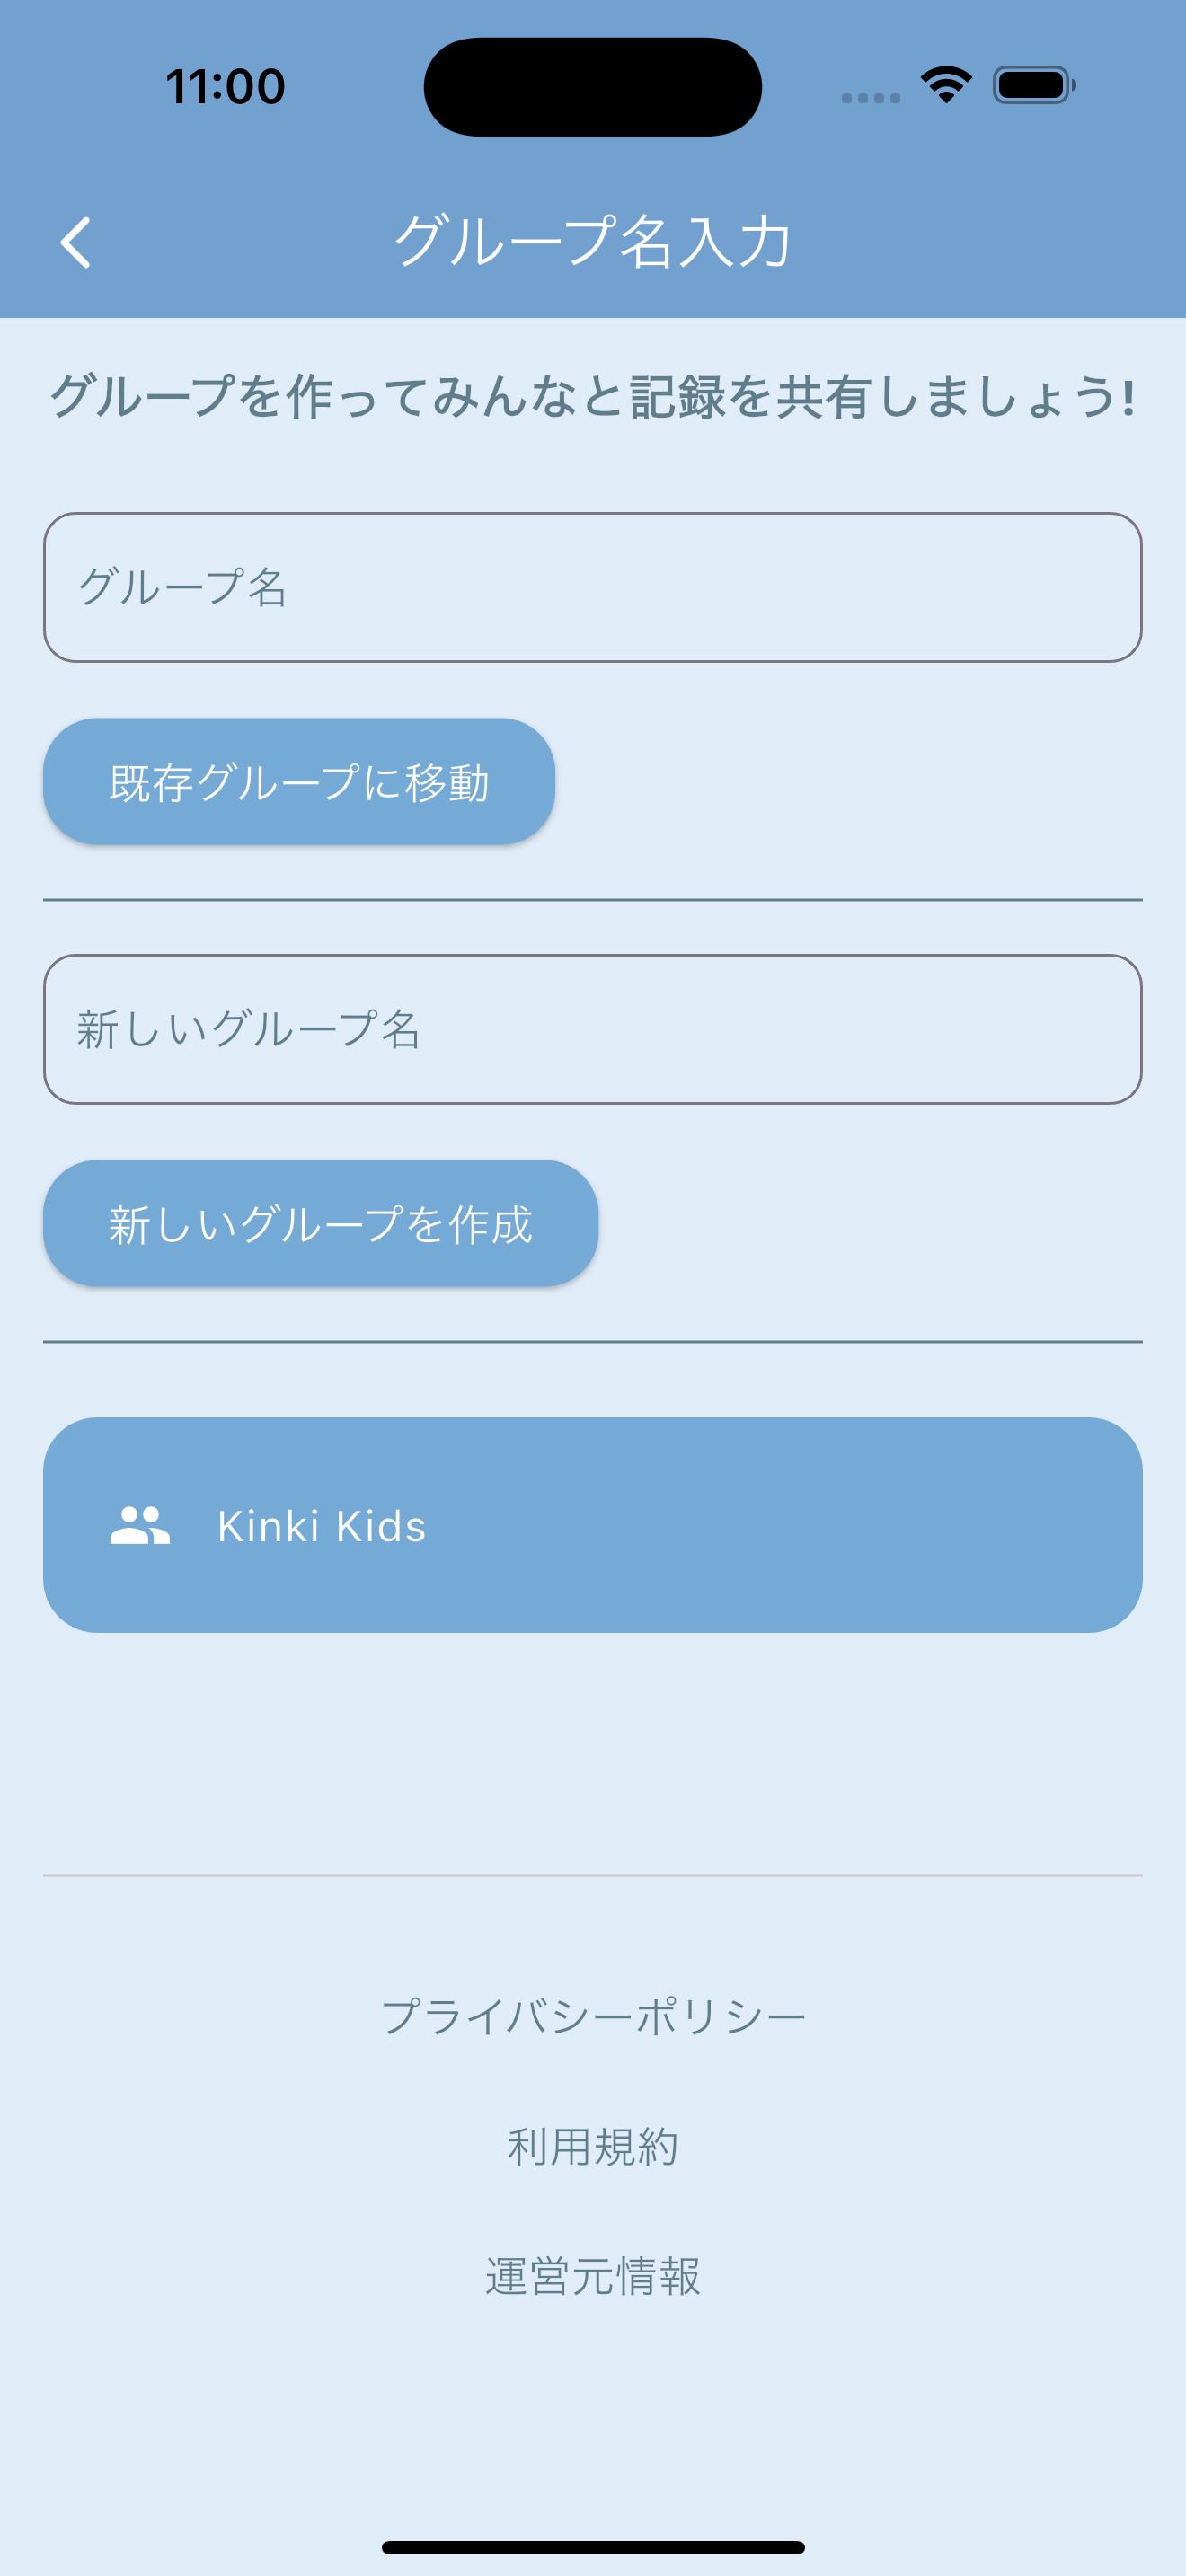 11:00
グループ名入力
グループを作ってみんなと記録を共有しましょう!
グループ名
既存グループに移動
新しいグループ名
新しいグループを作成
Kinki Kids
プライバシーポリシー
利用規約
運営元情報